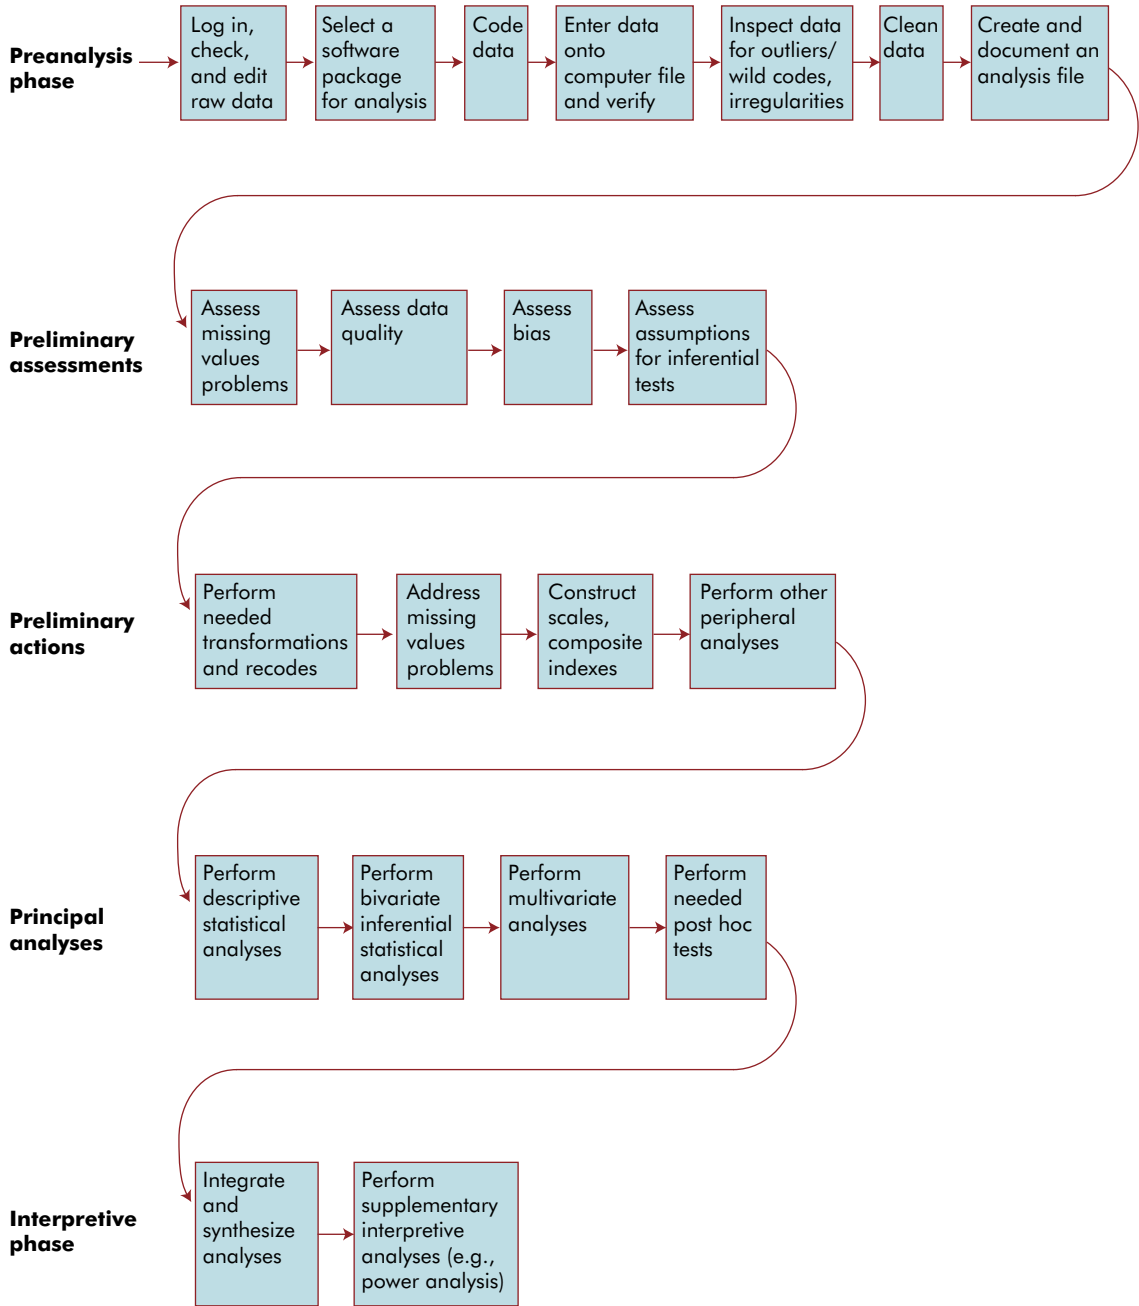 Preanalysis
phase
Log in,
check,
and edit
raw data
Select a
software
package
for analysis
Code
data
Enter data
onto
computer file
and verify
Inspect data
for outliers/
wild codes,
irregularities
Clean
data
Create and
document an
analysis file
Preliminary
assessments
Assess
missing
values
problems
Assess data
quality
Assess
bias
Assess
assumptions
for inferential
tests
Preliminary
actions
Perform
needed
transformations
and recodes
Address
missing
values
problems
Construct
scales,
composite
indexes
Perform other
peripheral
analyses
Principal
analyses
Perform
descriptive
statistical
analyses
Perform
bivariate
inferential
statistical
analyses
Perform
multivariate
analyses
Perform
needed
post hoc
tests
Interpretive
phase
Integrate
and
synthesize
analyses
Perform
supplementary
interpretive
analyses (e.g.,
power analysis)